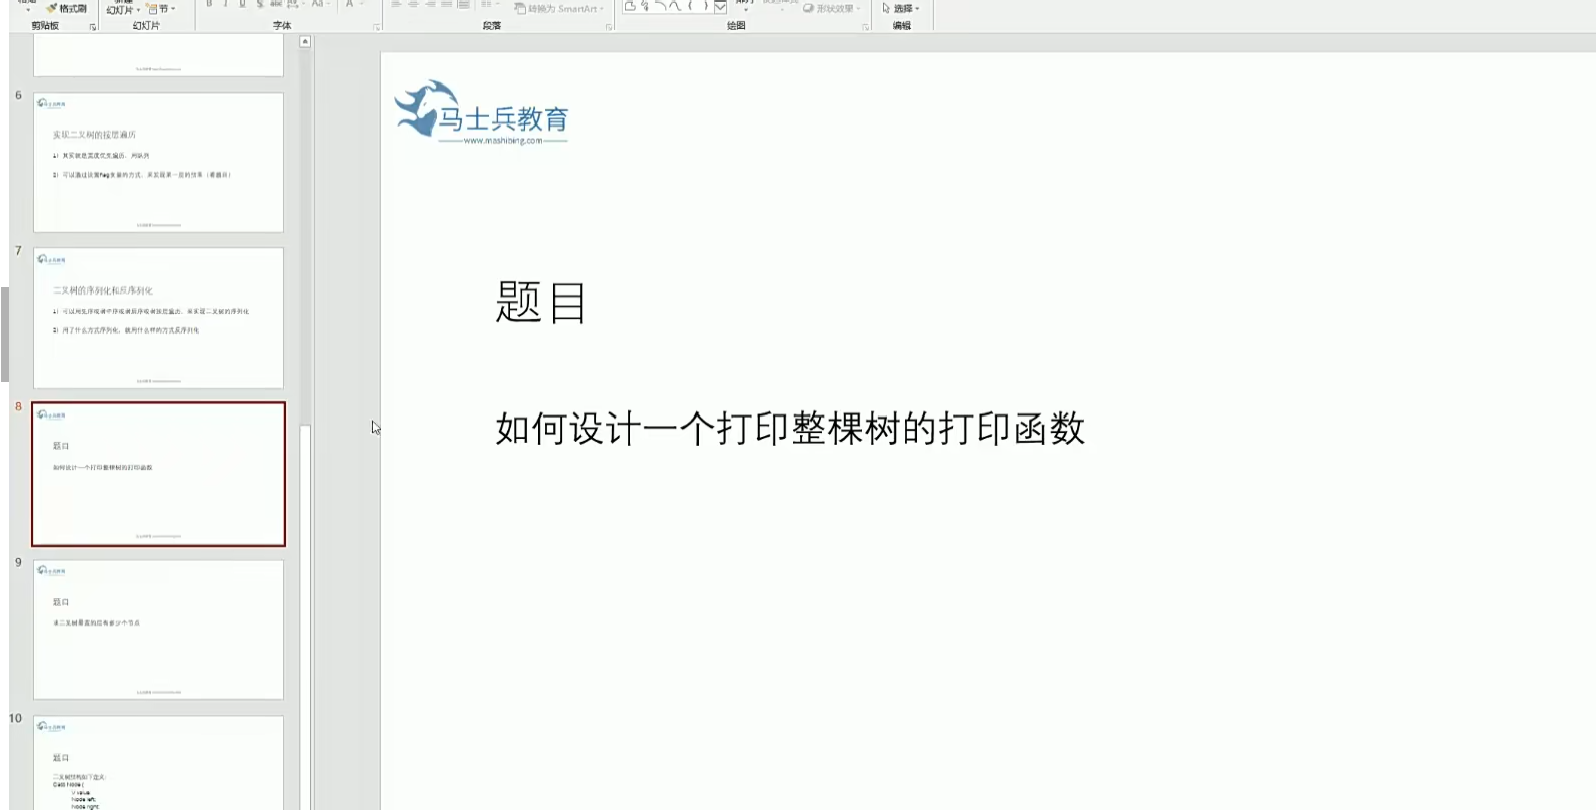 格式刷
幻灯片
节
转换为 SmartArt
形状效果
选择
剪贴板
幻灯片
字体
段落
绘图
编辑
6
实现二叉树的按层遍历
1）其实就是宽度优先遍历，用队列
2）可以通过设置flag变量的方式，来发现某一层的结束（看题目）
7
二叉树的序列化和反序列化
1）可以用先序或者中序或者后序或者按层遍历，来实现二叉树的序列化
2）用了什么方式序列化，就用什么样的方式反序列化
8
题目
如何设计一个打印整棵树的打印函数
9
题目
求二叉树最宽的层有多少个节点
10
题目
二叉树结构如下定义：
Class Node {
V value
Node left;
Node right;
马士兵教育
www.mashibing.com
题目
如何设计一个打印整棵树的打印函数